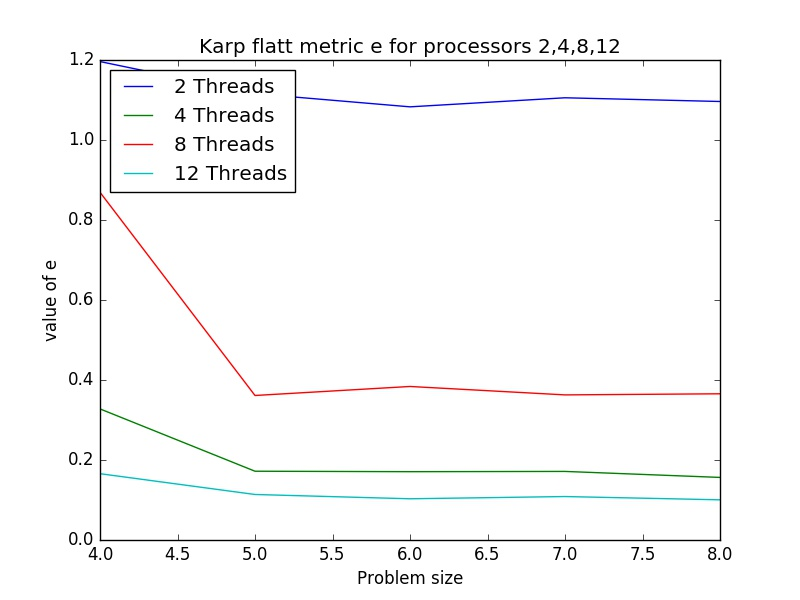 Karp flatt metric e for processors 2,4,8,12
1.2
1.0
0.8
0.6
0.4
0.2
0.0
value of e
2 Threads
4 Threads
8 Threads
12 Threads
4.0 4.5 5.0 5.5 6.0 6.5 7.0 7.5 8.0
Problem size